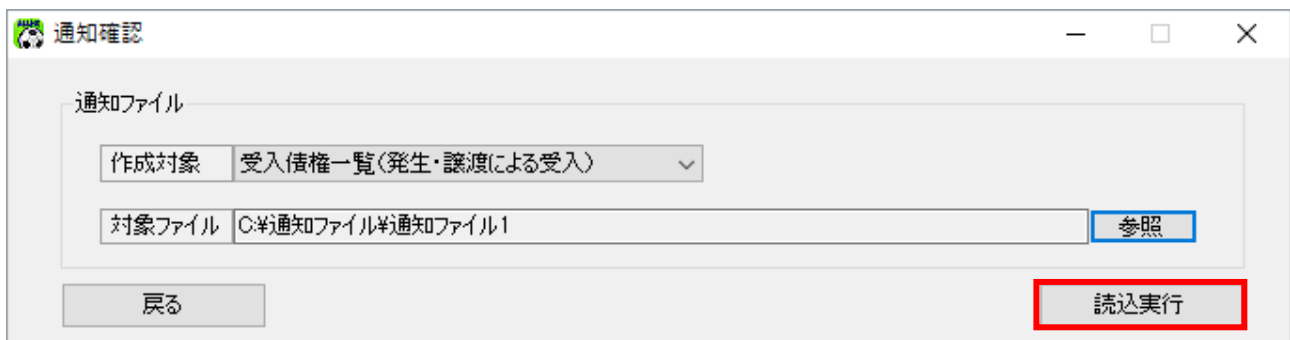 通知確認
通知ファイル
作成対象 受入債権一覧(発生・譲渡による受入)
対象ファイル C:¥通知ファイル¥通知ファイル1 参照
戻る 読込実行